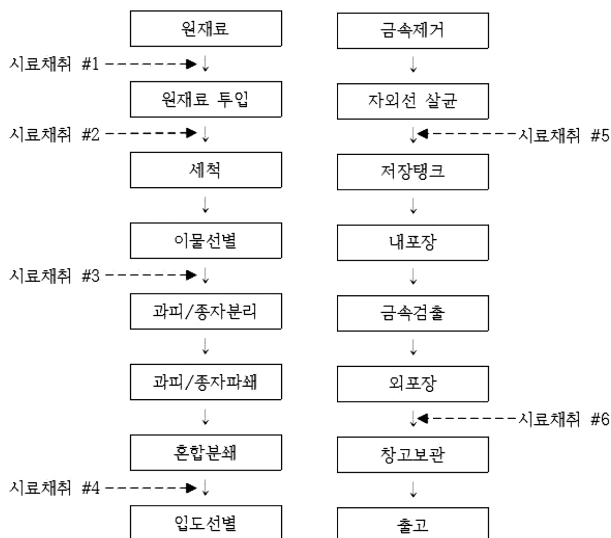 원재료
시료채취 #1
원재료 투입
시료채취 #2
세척
이물선별
시료채취 #3
과피/종자분리
과피/종자파쇄
혼합분쇄
시료채취 #4
입도선별
금속제거
자외선 살균
시료채취 #5
저장탱크
내포장
금속검출
외포장
시료채취 #6
창고보관
출고